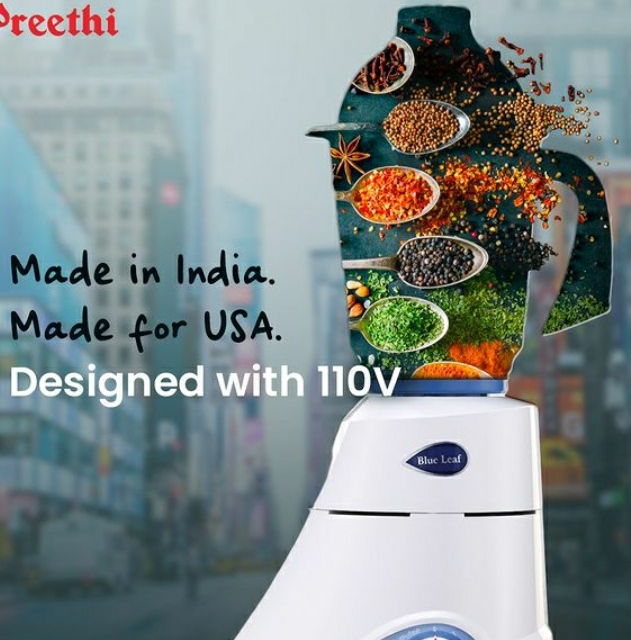 Preethi
Made in India.
Made for USA.
Designed with 110V
Blue Leaf